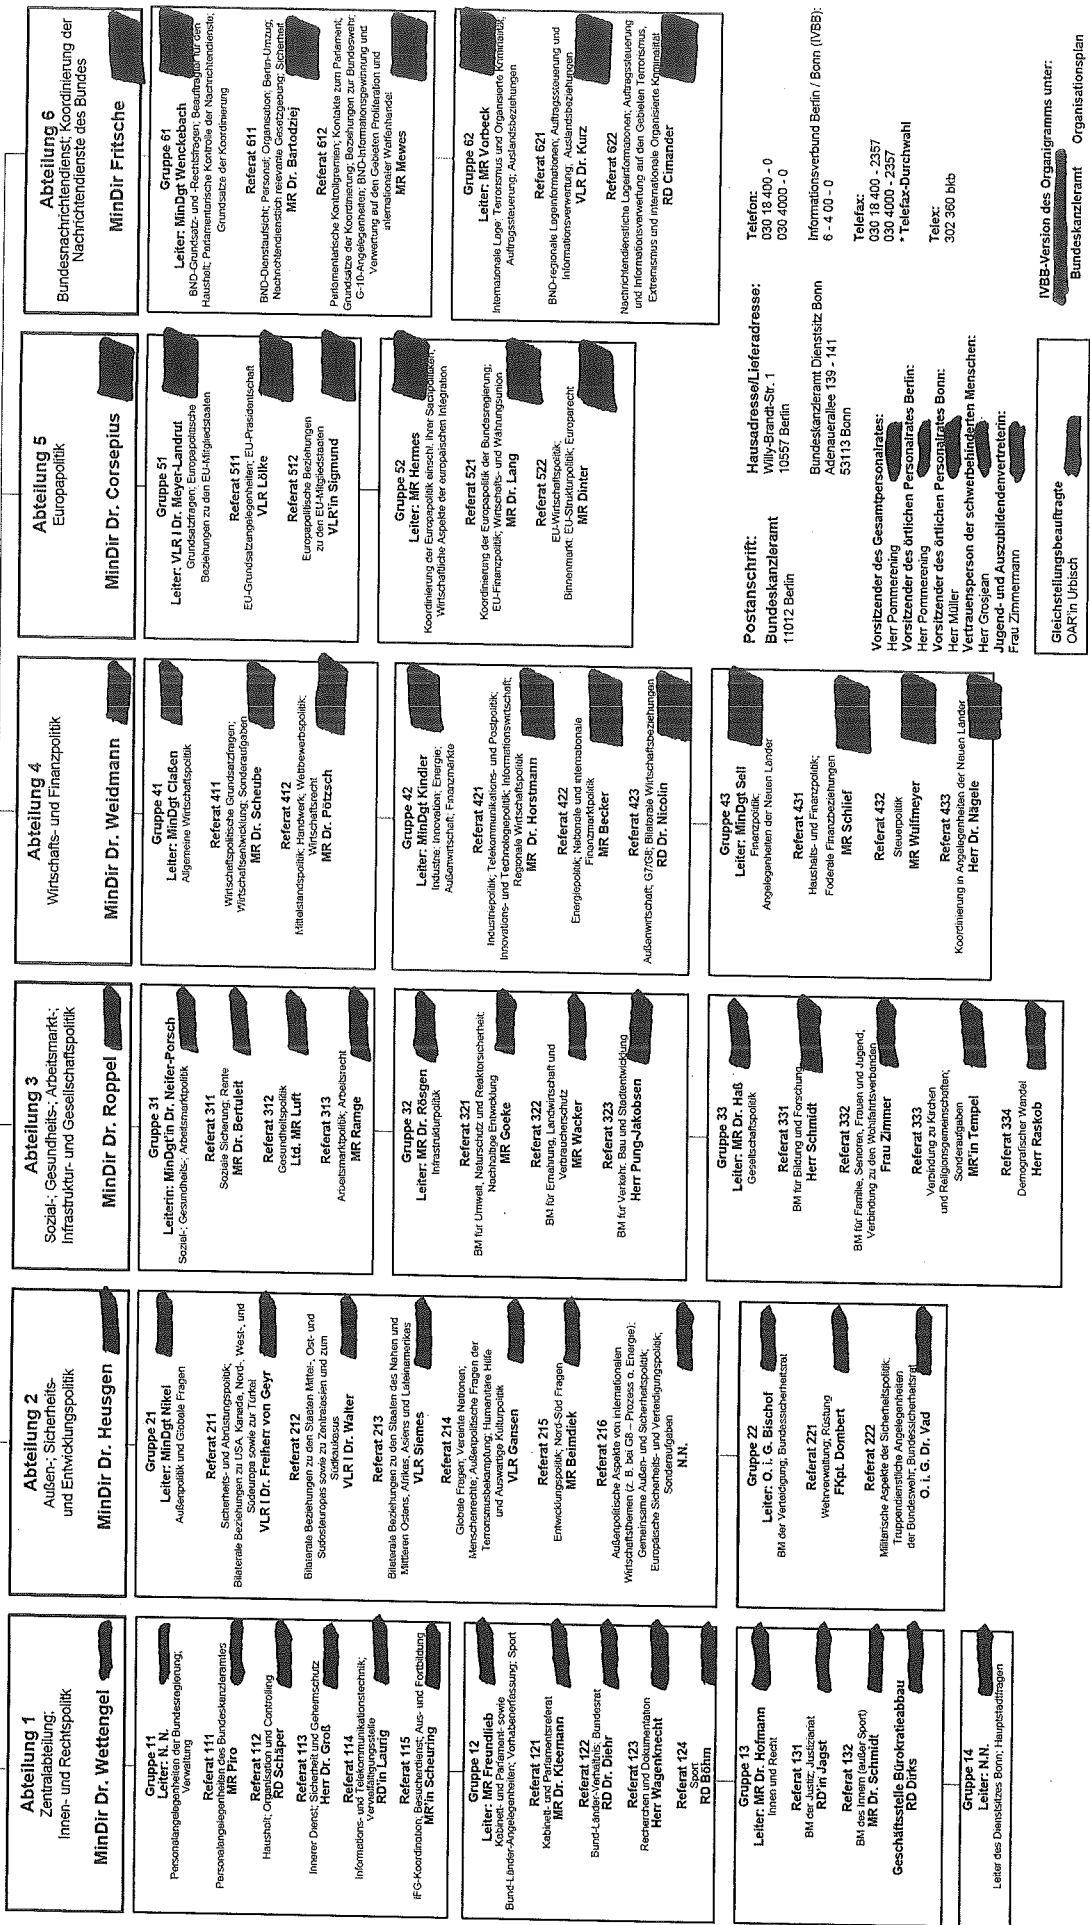 Abteilung 1
Zentralabteilung;
Innen- und Rechtspolitik
MinDir Dr. Wettengel
Gruppe 11
Leiter: N. N.
Personalangelegenheiten der Bundesregierung;
Verwaltung
Referat 111
Personalangelegenheiten des Bundeskanzleramtes
MR Piro
Referat 112
Haushalt; Organisation und Controlling
RD Schäper
Referat 113
Innerer Dienst; Sicherheit und Geheimschutz
Herr Dr. Groß
Referat 114
Informations- und Telekommunikationstechnik;
Vervielfältigungsstelle
RD'in Laurig
Referat 115
IFG-Koordination; Besucherdienst; Aus- und Fortbildung
MR'in Scheuring
Gruppe 12
Leiter: MR Freundlieb
Kabinett- und Parlament- sowie
Bund-Länder-Angelegenheiten; Vorhabenerfassung; Sport
Referat 121
Kabinett- und Parlamentsreferat
MR Dr. Kleemann
Referat 122
Bund-Länder-Verhältnis; Bundesrat
RD Dr. Diehr
Referat 123
Recherchen und Dokumentation
Herr Wagenknecht
Referat 124
Sport
RD Böhm
Gruppe 13
Leiter: MR Dr. Hofmann
Innen und Recht
Referat 131
BM der Justiz; Justiziariat
RD'in Jagst
Referat 132
BM des Innern (außer Sport)
MR Dr. Schmidt
Geschäftsstelle Bürokratieabbau
RD Dirks
Gruppe 14
Leiter: N.N.
Leiter des Dienstsitzes Bonn; Hauptstadtfragen
Abteilung 2
Außen-, Sicherheits-
und Entwicklungspolitik
MinDir Dr. Heusgen
Gruppe 21
Leiter: MinDgt Nikel
Außenpolitik und Globale Fragen
Referat 211
Sicherheits- und Abrüstungspolitik;
Bilaterale Beziehungen zu USA, Kanada, Nord-, West-, und
Südeuropa sowie zur Türkei
VLR I Dr. Freiherr von Geyr
Referat 212
Bilaterale Beziehungen zu den Staaten Mittel-, Ost- und
Südosteuropas sowie zu Zentralasien und zum
Südkaukasus
VLR I Dr. Walter
Referat 213
Bilaterale Beziehungen zu den Staaten des Nahen und
Mittleren Ostens, Afrikas, Asiens und Lateinamerikas
VLR Siemes
Referat 214
Globale Fragen; Vereinte Nationen;
Menschenrechte; Außenpolitische Fragen der
Terrorismusbekämpfung; Humanitäre Hilfe
und Auswärtige Kulturpolitik
VLR Gansen
Referat 215
Entwicklungspolitik; Nord-Süd Fragen
MR Beimdiek
Referat 216
Außenpolitische Aspekte von internationalen
Wirtschaftsthemen (z. B. bei G8 – Prozess o. Energie);
Gemeinsame Außen- und Sicherheitspolitik;
Europäische Sicherheits- und Verteidigungspolitik;
Sonderaufgaben
N.N.
Gruppe 22
Leiter: O. i. G. Bischof
BM der Verteidigung; Bundessicherheitsrat
Referat 221
Wehrverwaltung; Rüstung
FKpt. Dombert
Referat 222
Militärische Aspekte der Sicherheitspolitik;
Truppendienstliche Angelegenheiten
der Bundeswehr; Bundessicherheitsrat
O. i. G. Dr. Vad
Abteilung 3
Sozial-; Gesundheits-; Arbeitsmarkt-;
Infrastruktur- und Gesellschaftspolitik
MinDir Dr. Roppel
Gruppe 31
Leiterin: MinDgt'in Dr. Neifer-Porsch
Sozial-; Gesundheits-; Arbeitsmarktpolitik
Referat 311
Soziale Sicherung; Rente
MR Dr. Bertuleit
Referat 312
Gesundheitspolitik
Ltd. MR Luft
Referat 313
Arbeitsmarktpolitik; Arbeitsrecht
MR Range
Gruppe 32
Leiter: MR Dr. Rösgen
Infrastrukturpolitik
Referat 321
BM für Umwelt, Naturschutz und Reaktorsicherheit;
Nachhaltige Entwicklung
MR Goeke
Referat 322
BM für Ernährung, Landwirtschaft und
Verbraucherschutz
MR Wacker
Referat 323
BM für Verkehr, Bau und Stadtentwicklung
Herr Pung-Jakobsen
Gruppe 33
Leiter: MR Dr. Haß
Gesellschaftspolitik
Referat 331
BM für Bildung und Forschung
Herr Schmidt
Referat 332
BM für Familie, Senioren, Frauen und Jugend;
Verbindung zu den Wohlfahrtsverbänden
Frau Zimmer
Referat 333
Verbindung zu Kirchen
und Religionsgemeinschaften;
Sonderaufgaben
MR'in Tempel
Referat 334
Demografischer Wandel
Herr Raskob
Abteilung 4
Wirtschafts- und Finanzpolitik
MinDir Dr. Weidmann
Gruppe 41
Leiter: MinDgt Claßen
Allgemeine Wirtschaftspolitik
Referat 411
Wirtschaftspolitische Grundsatzfragen;
Wirtschaftsentwicklung; Sonderaufgaben
MR Dr. Scheube
Referat 412
Mittelstandspolitik; Handwerk; Wettbewerbspolitik;
Wirtschaftsrecht
MR Dr. Pötzsch
Gruppe 42
Leiter: MinDgt Kindler
Industrie; Innovation; Energie;
Außenwirtschaft; Finanzmärkte
Referat 421
Industriepolitik; Telekommunikations- und Postpolitik;
Innovations- und Technologiepolitik; Informationswirtschaft;
Regionale Wirtschaftspolitik
MR Dr. Horstmann
Referat 422
Energiepolitik; Nationale und internationale
Finanzmarktpolitik
MR Becker
Referat 423
Außenwirtschaft; G7/G8; Bilaterale Wirtschaftsbeziehungen
RD Dr. Nicolin
Gruppe 43
Leiter: MinDgt Sell
Finanzpolitik;
Angelegenheiten der Neuen Länder
Referat 431
Haushalts- und Finanzpolitik;
Föderale Finanzbeziehungen
MR Schlief
Referat 432
Steuerpolitik
MR Wulfmeyer
Referat 433
Koordinierung in Angelegenheiten der Neuen Länder
Herr Dr. Nägele
Abteilung 5
Europapolitik
MinDir Dr. Corsepius
Gruppe 51
Leiter: VLR I Dr. Meyer-Landrut
Grundsatzfragen; Europapolitische
Beziehungen zu den EU-Mitgliedstaaten
Referat 511
EU-Grundsatzangelegenheiten; EU-Präsidentschaft
VLR Lölke
Referat 512
Europapolitische Beziehungen
zu den EU-Mitgliedstaaten
VLR'in Sigmund
Gruppe 52
Leiter: MR Hermes
Koordinierung der Europapolitik einschl. ihrer Sachpolitiken;
Wirtschaftliche Aspekte der europäischen Integration
Referat 521
Koordinierung der Europapolitik der Bundesregierung;
EU-Finanzpolitik; Wirtschafts- und Währungsunion
MR Dr. Lang
Referat 522
EU-Wirtschaftspolitik;
Binnenmarkt; EU-Strukturpolitik; Europarecht
MR Dinter
Abteilung 6
Bundesnachrichtendienst; Koordinierung der
Nachrichtendienste des Bundes
MinDir Fritsche
Gruppe 61
Leiter: MinDgt Wenckebach
BND-Grundsatz- und -Rechtsfragen; Beauftragter für den
Haushalt; Parlamentarische Kontrolle der Nachrichtendienste;
Grundsätze der Koordinierung
Referat 611
BND-Dienstaufsicht; Personal; Organisation; Berlin-Umzug;
Nachrichtendienstlich relevante Gesetzgebung; Sicherheit
MR Dr. Bartodziej
Referat 612
Parlamentarische Kontrollgremien; Kontakte zum Parlament;
Grundsätze der Koordinierung; Beziehungen zur Bundeswehr;
G-10-Angelegenheiten; BND-Informationsgewinnung und
Verwertung auf den Gebieten Proliferation und
internationaler Waffenhandel
MR Mewes
Gruppe 62
Leiter: MR Vorbeck
Internationale Lage; Terrorismus und Organisierte Kriminalität;
Auftragssteuerung; Auslandsbeziehungen
Referat 621
BND-regionale Lageinformationen; Auftragssteuerung und
Informationsverwertung; Auslandsbeziehungen
VLR Dr. Kurz
Referat 622
Nachrichtendienstliche Lageinformationen; Auftragssteuerung
und Informationsverwertung auf den Gebieten Terrorismus,
Extremismus und internationale Organisierte Kriminalität
RD Cimander
Postanschrift:
Bundeskanzleramt
11012 Berlin
Hausadresse/Lieferadresse:
Willy-Brandt-Str. 1
10557 Berlin
Bundeskanzleramt Dienstsitz Bonn
Adenauerallee 139 - 141
53113 Bonn
Telefon:
030 18 400 - 0
030 4000 - 0
Informationsverbund Berlin / Bonn (IVBB):
6 - 4 00 - 0
Telefax:
030 18 400 - 2357
030 4000 - 2357
* Telefax-Durchwahl
Telex:
302 360 bkb
Vorsitzender des Gesamtpersonalrates:
Herr Pommerening
Vorsitzender des örtlichen Personalrates Berlin:
Herr Pommerening
Vorsitzender des örtlichen Personalrates Bonn:
Herr Müller
Vertrauensperson der schwerbehinderten Menschen:
Herr Grosjean
Jugend- und Auszubildendenvertreterin:
Frau Zimmermann
Gleichstellungsbeauftragte
OAR'in Urbisch
IVBB-Version des Organigramms unter:
Bundeskanzleramt Organisationsplan